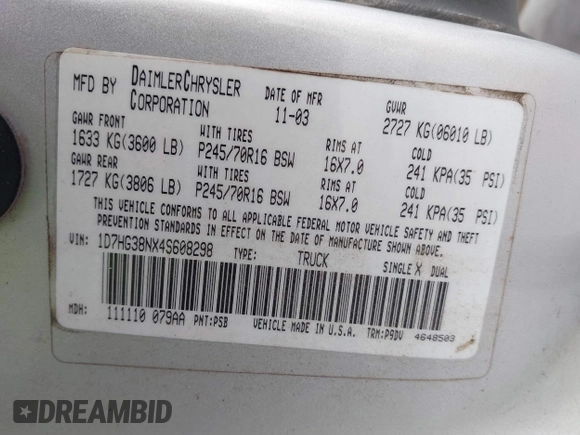 MFD BY DAIMLERCHRYSLER CORPORATION DATE OF MFR 11-03 GVWR 2727 KG(06010 LB)
GAWR FRONT WITH TIRES RIMS AT COLD
1633 KG(3600 LB) P245/70R16 BSW 16X7.0 241 KPA(35 PSI)
GAWR REAR WITH TIRES RIMS AT COLD
1727 KG(3806 LB) P245/70R16 BSW 16X7.0 241 KPA(35 PSI)
THIS VEHICLE CONFORMS TO ALL APPLICABLE FEDERAL MOTOR VEHICLE SAFETY AND THEFT
PREVENTION STANDARDS IN EFFECT ON THE DATE OF MANUFACTURE SHOWN ABOVE.
VIN: 1D7HG38NX4S608298 TYPE: TRUCK SINGLE X DUAL
MDH: 111110 079AA PNT:PSB VEHICLE MADE IN U.S.A. TRM:P9DV 4648503
DREAMBID